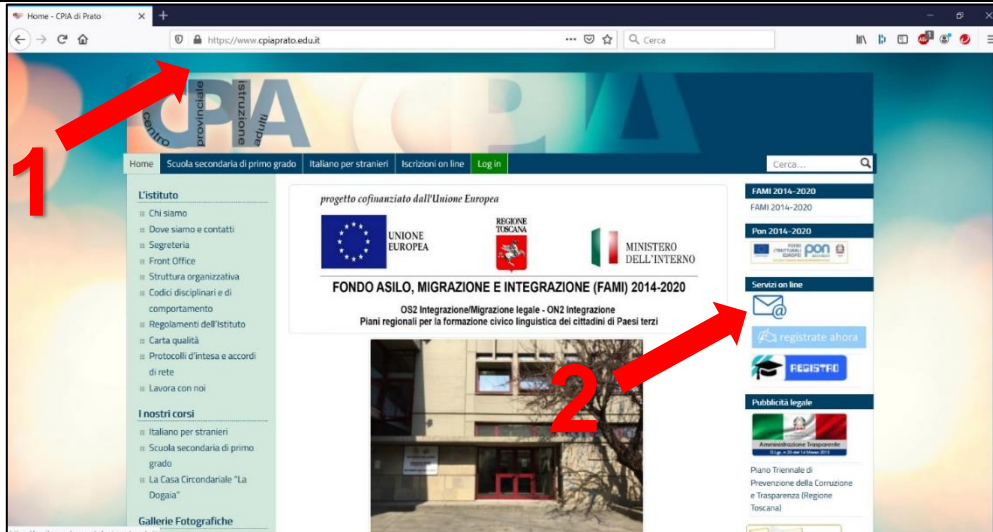 Home - CPIA di Prato
https://www.cpiaprato.edu.it
Cerca
CPIA
centro
provinciale
istruzione
adulti
CPIA
1
Home
Scuola secondaria di primo grado
Italiano per stranieri
Iscrizioni on line
Log in
Cerca...
L'istituto
Chi siamo
Dove siamo e contatti
Segreteria
Front Office
Struttura organizzativa
Codici disciplinari e di
comportamento
Regolamenti dell'Istituto
Carta qualità
Protocolli d'intesa e accordi
di rete
Lavora con noi
I nostri corsi
Italiano per stranieri
Scuola secondaria di primo
grado
La Casa Circondariale "La
Dogaia"
Gallerie Fotografiche
progetto cofinanziato dall'Unione Europea
UNIONE
EUROPEA
REGIONE
TOSCANA
MINISTERO
DELL'INTERNO
FONDO ASILO, MIGRAZIONE E INTEGRAZIONE (FAMI) 2014-2020
OS2 Integrazione/Migrazione legale - ON2 Integrazione
Piani regionali per la formazione civico linguistica dei cittadini di Paesi terzi
2
FAMI 2014-2020
FAMI 2014-2020
Pon 2014-2020
FONDI
STRUTTURALI
EUROPEI
pon
Servizi on line
@
registrate ahora
REGISTRO
Pubblicità legale
Amministrazione Trasparente
Piano Triennale di
Prevenzione della Corruzione
e Trasparenza (Regione
Toscana)